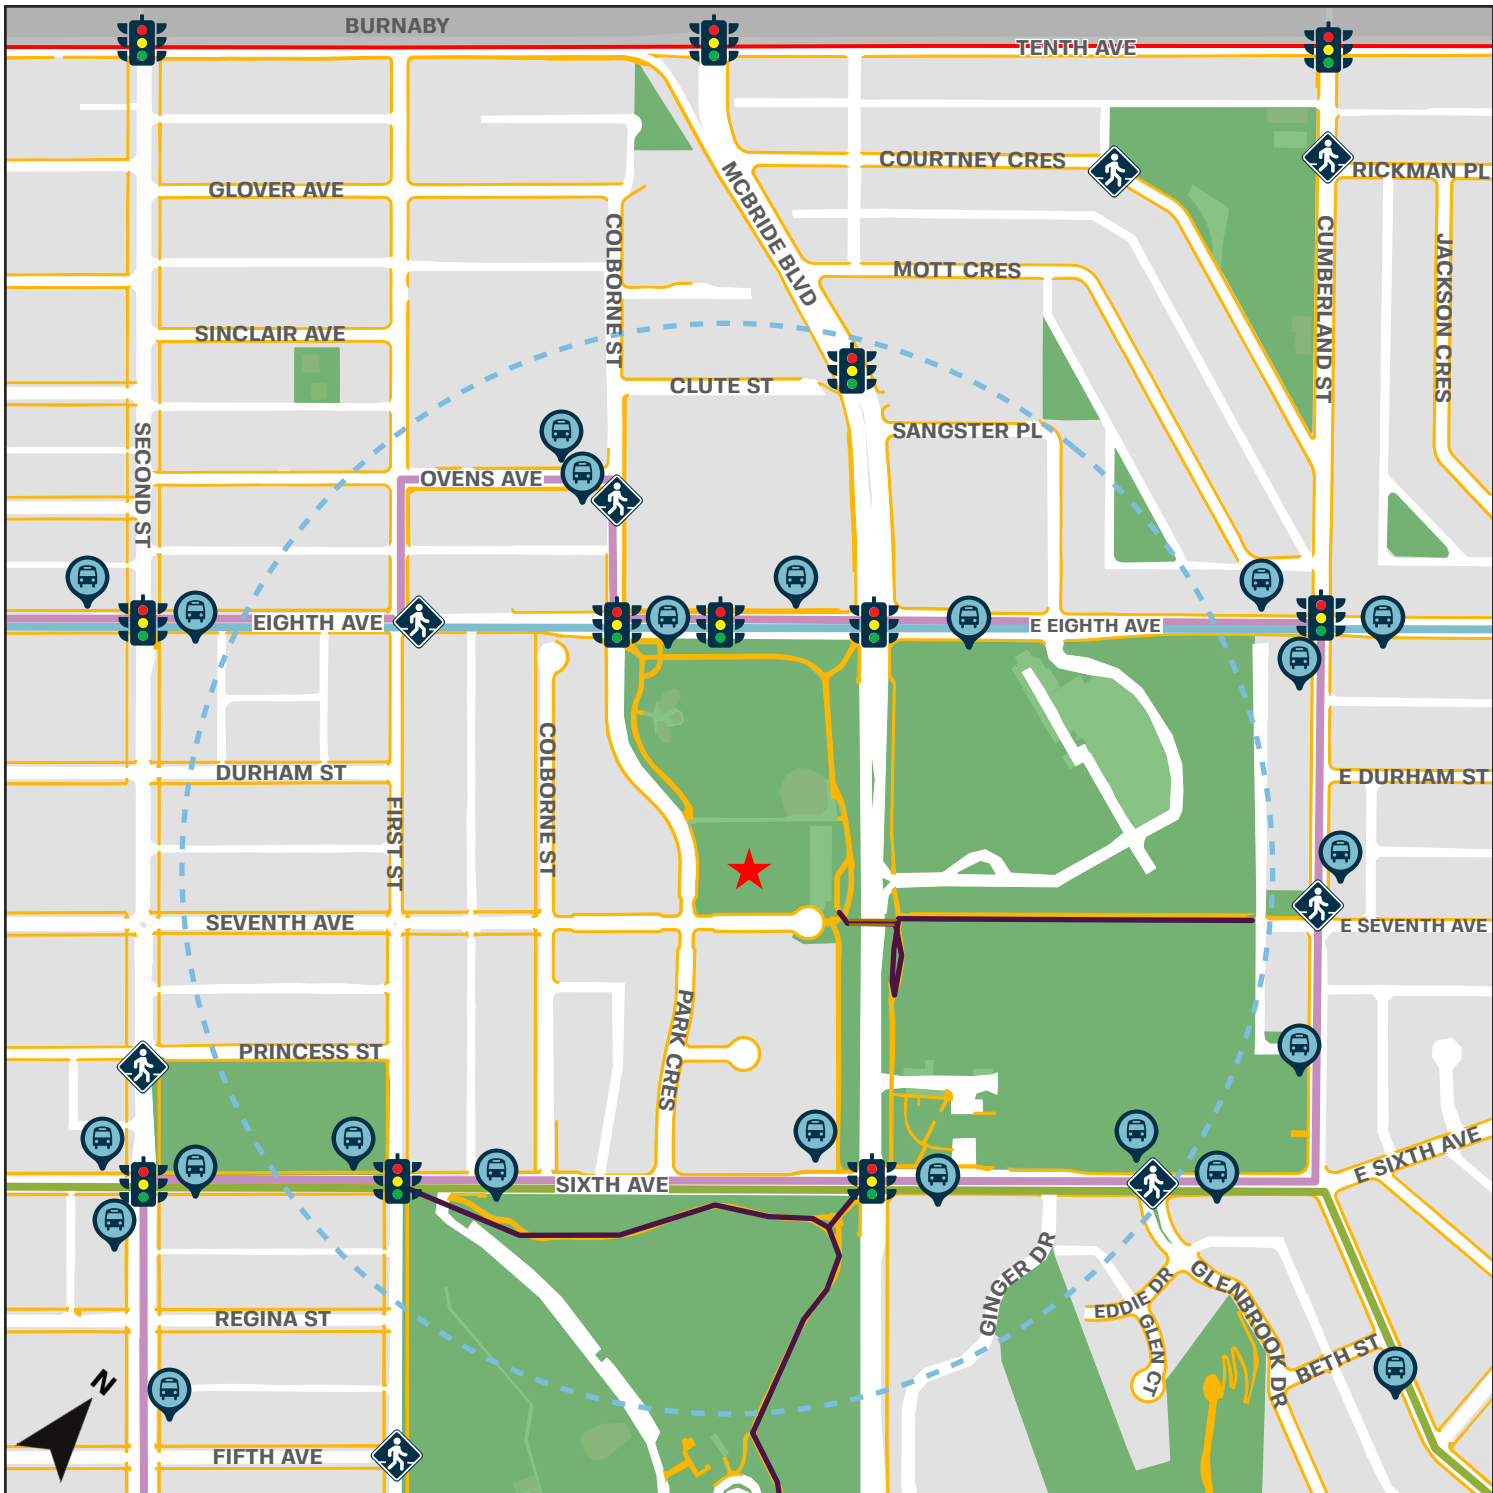 BURNABY
TENTH AVE
COURTNEY CRES
RICKMAN PL
GLOVER AVE
MCBRIDE BLVD
COLBORNE ST
CUMBERLAND ST
JACKSON CRES
MOTT CRES
SINCLAIR AVE
CLUTE ST
SANGSTER PL
SECOND ST
OVENS AVE
EIGHTH AVE
E EIGHTH AVE
COLBORNE ST
DURHAM ST
E DURHAM ST
FIRST ST
SEVENTH AVE
E SEVENTH AVE
PARK CRES
PRINCESS ST
E SIXTH AVE
SIXTH AVE
GINGER DR
GLENBROOK DR
EDDIE DR
GLEN CT
REGINA ST
BETH ST
N
FIFTH AVE